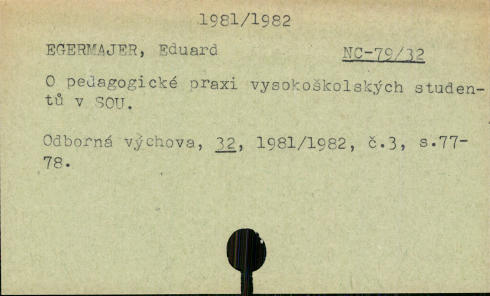 1981/1982
EGERMAJER, Eduard NC-79/32
O pedagogické praxi vysokoškolských studen-
tů v SOU.
Odborná výchova, 32, 1981/1982, č.3, s.77-
78.